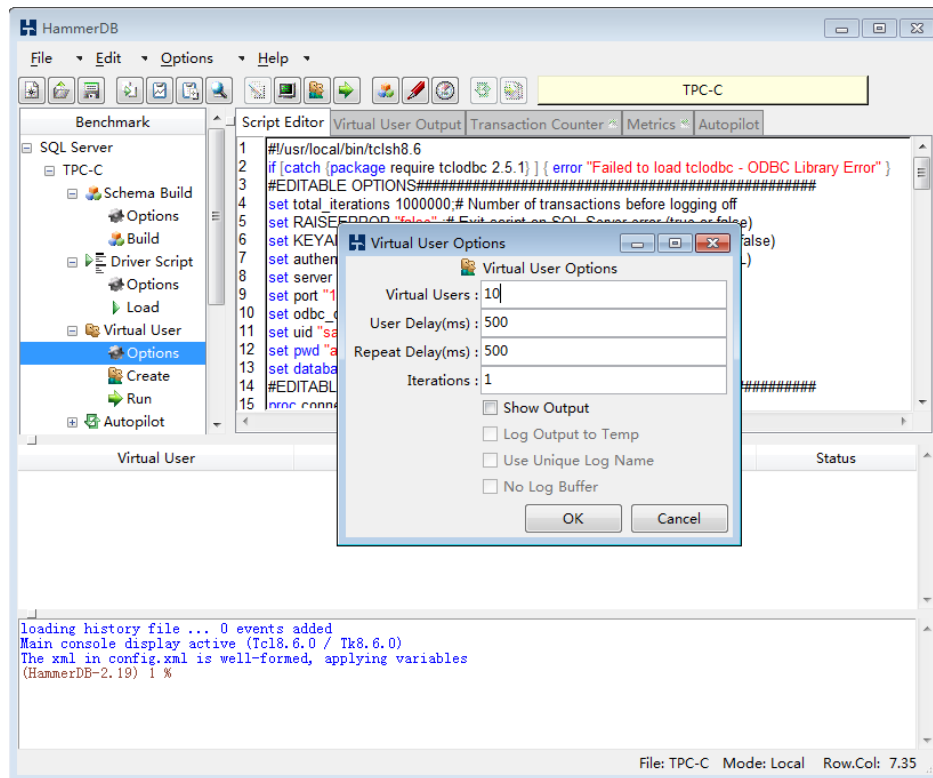 HammerDB
File Edit Options Help
TPC-C
Benchmark
SQL Server
TPC-C
Schema Build
Options
Build
Driver Script
Options
Load
Virtual User
Options
Create
Run
Autopilot
Script Editor Virtual User Output Transaction Counter Metrics Autopilot
1 #!/usr/local/bin/tclsh8.6
2 if [catch {package require tclodbc 2.5.1} ] { error "Failed to load tclodbc - ODBC Library Error" }
3 #EDITABLE OPTIONS##################################################
4 set total_iterations 1000000;# Number of transactions before logging off
5 set RAISEERROR "false" ;# Exit script on SQL Server error (true or false)
6 set KEYA alse)
7 set authen L)
8 set server
9 set port "1
10 set odbc_
11 set uid "sa
12 set pwd "a
13 set databa
14 #EDITABL ##########
15 proc conne
Virtual User Options
Virtual User Options
Virtual Users : 10
User Delay(ms) : 500
Repeat Delay(ms) : 500
Iterations : 1
Show Output
Log Output to Temp
Use Unique Log Name
No Log Buffer
OK Cancel
Virtual User Status
loading history file ... 0 events added
Main console display active (Tcl8.6.0 / Tk8.6.0)
The xml in config.xml is well-formed, applying variables
(HammerDB-2.19) 1 %
File: TPC-C Mode: Local Row.Col: 7.35